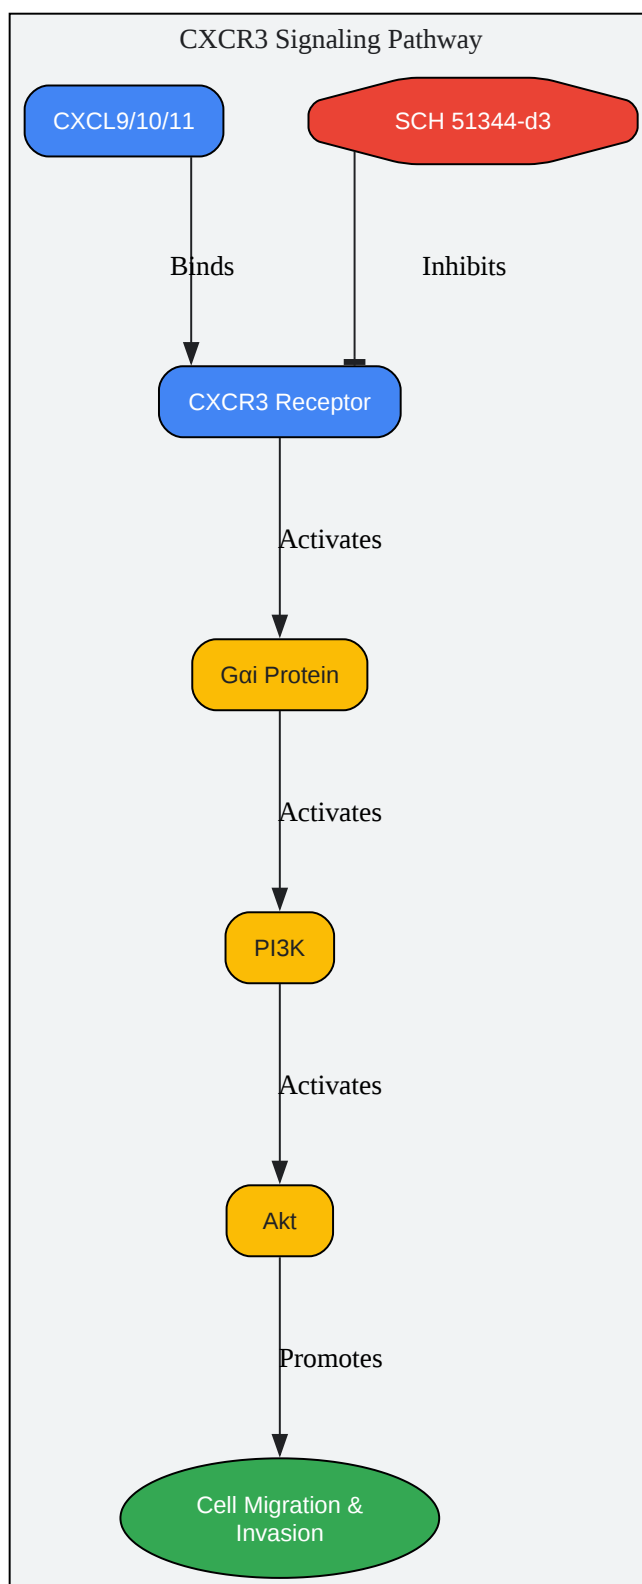 CXCR3 Signaling Pathway
CXCL9/10/11
SCH 51344-d3
Binds
Inhibits
CXCR3 Receptor
Activates
Gαi Protein
Activates
PI3K
Activates
Akt
Promotes
Cell Migration &
Invasion